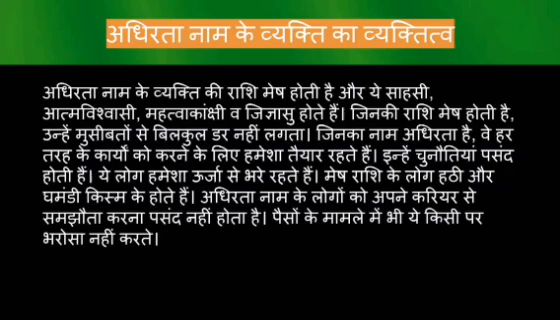 अधिरता नाम के व्यक्ति का व्यक्तित्व
अधिरता नाम के व्यक्ति की राशि मेष होती है और ये साहसी,
आत्मविश्वासी, महत्वाकांक्षी व जिज्ञासु होते हैं। जिनकी राशि मेष होती है,
उन्हें मुसीबतों से बिलकुल डर नहीं लगता। जिनका नाम अधिरता है, वे हर
तरह के कार्यों को करने के लिए हमेशा तैयार रहते हैं। इन्हें चुनौतियां पसंद
होती हैं। ये लोग हमेशा ऊर्जा से भरे रहते हैं। मेष राशि के लोग हठी और
घमंडी किस्म के होते हैं। अधिरता नाम के लोगों को अपने करियर से
समझौता करना पसंद नहीं होता है। पैसों के मामले में भी ये किसी पर
भरोसा नहीं करते।